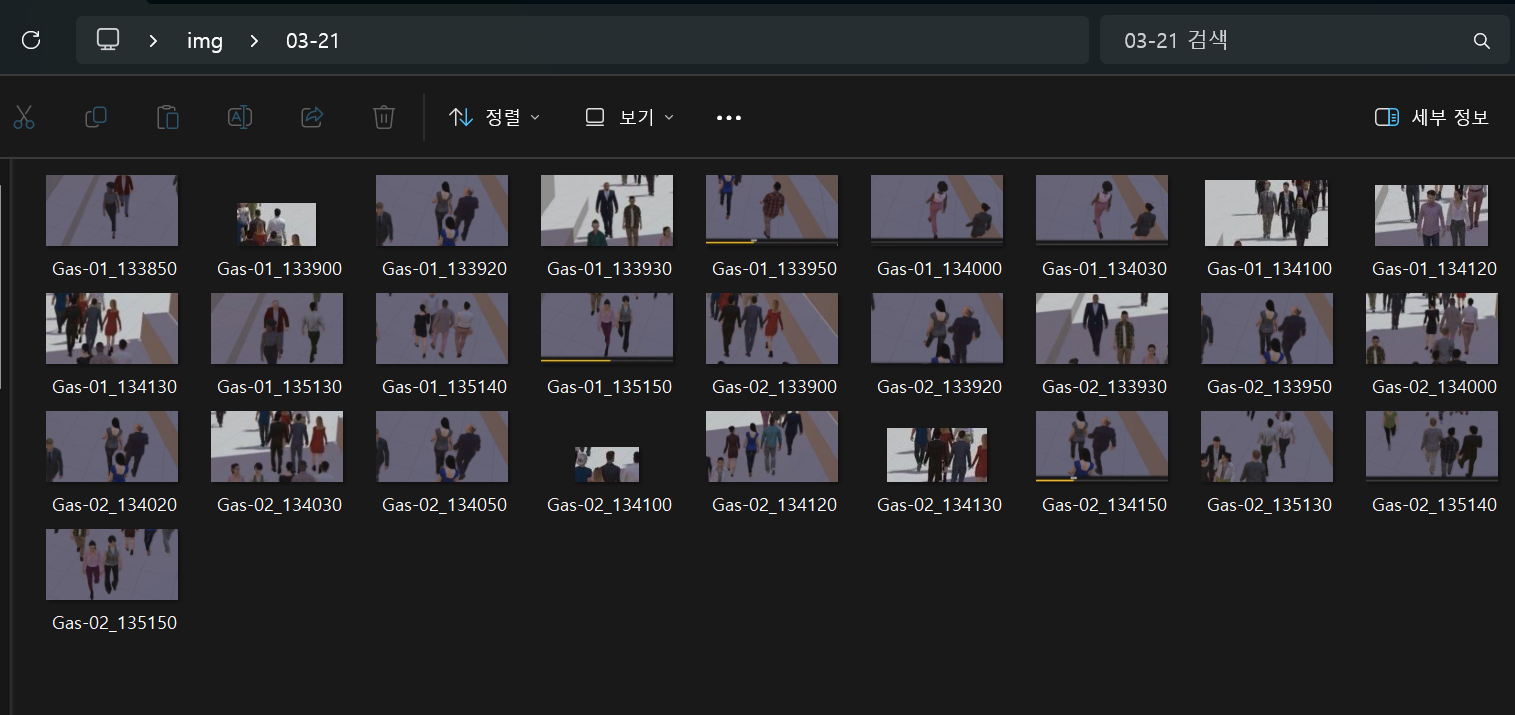 img > 03-21
03-21 검색
정렬 보기 ••• 세부 정보
Gas-01_133850 Gas-01_133900 Gas-01_133920 Gas-01_133930 Gas-01_133950 Gas-01_134000 Gas-01_134030 Gas-01_134100 Gas-01_134120
Gas-01_134130 Gas-01_135130 Gas-01_135140 Gas-01_135150 Gas-02_133900 Gas-02_133920 Gas-02_133930 Gas-02_133950 Gas-02_134000
Gas-02_134020 Gas-02_134030 Gas-02_134050 Gas-02_134100 Gas-02_134120 Gas-02_134130 Gas-02_134150 Gas-02_135130 Gas-02_135140
Gas-02_135150